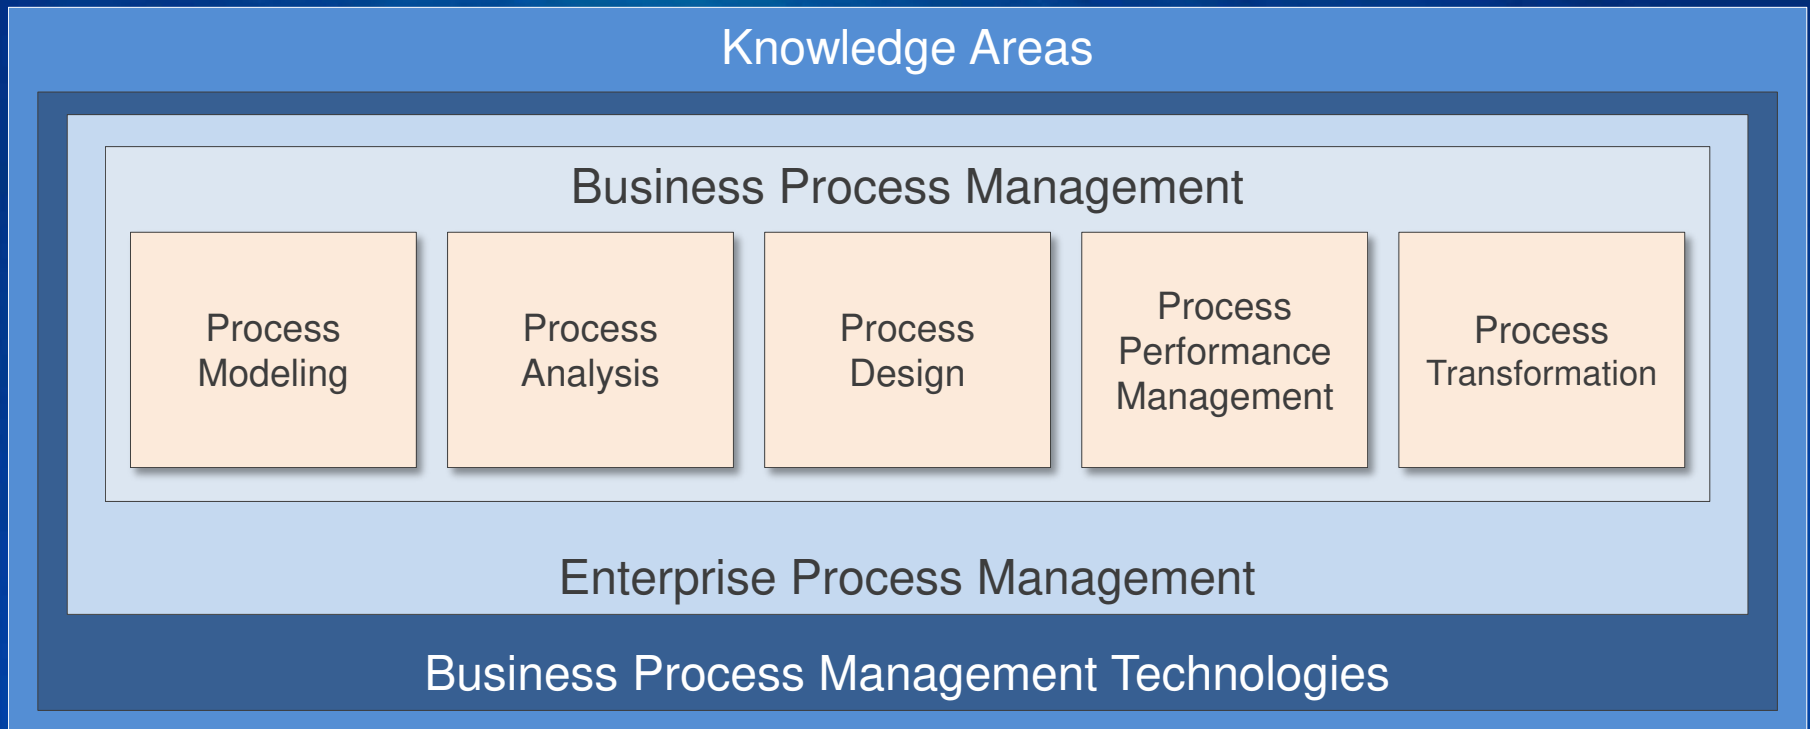 Knowledge Areas
Business Process Management
Process
Modeling
Process
Analysis
Process
Design
Process
Performance
Management
Process
Transformation
Enterprise Process Management
Business Process Management Technologies